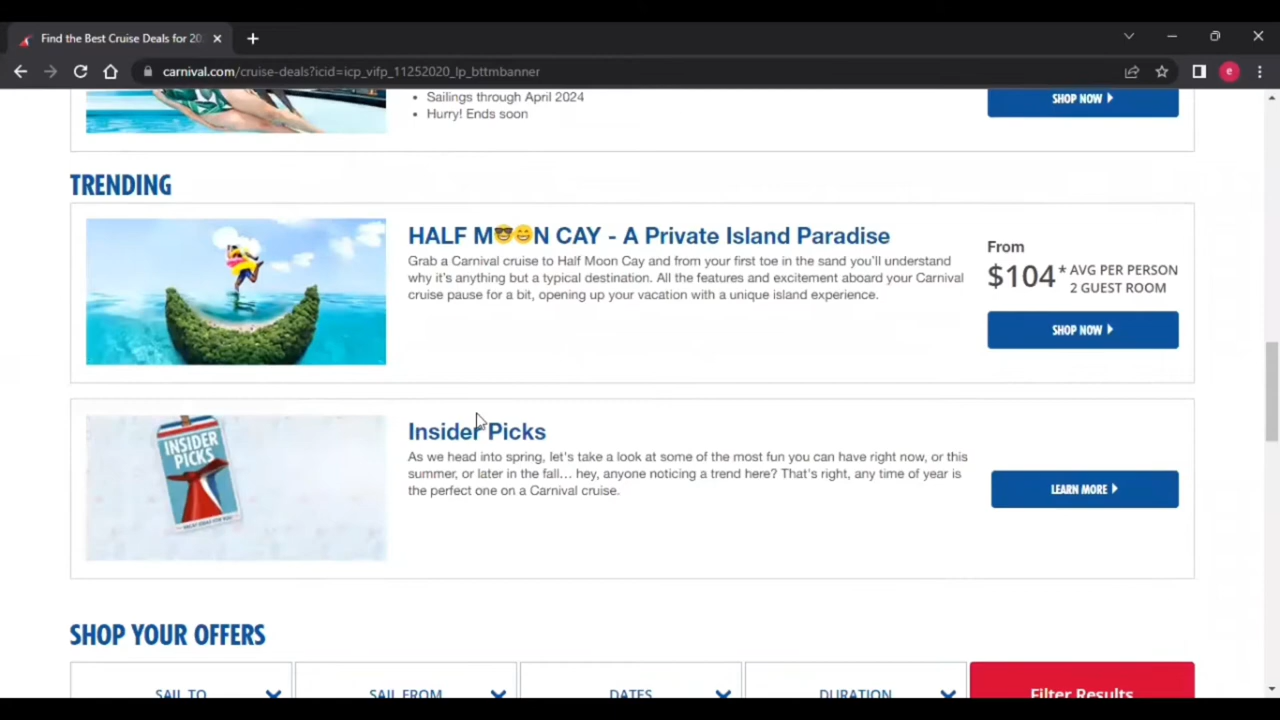 Find the Best Cruise Deals for 20
carnival.com/cruise-deals?icid=icp_vifp_11252020_lp_bttmbanner
e
• Sailings through April 2024
• Hurry! Ends soon
SHOP NOW
TRENDING
HALF M😎😄N CAY - A Private Island Paradise
Grab a Carnival cruise to Half Moon Cay and from your first toe in the sand you'll understand
why it's anything but a typical destination. All the features and excitement aboard your Carnival
cruise pause for a bit, opening up your vacation with a unique island experience.
From
$104* AVG PER PERSON
2 GUEST ROOM
SHOP NOW
INSIDER
PICKS
Insider Picks
As we head into spring, let's take a look at some of the most fun you can have right now, or this
summer, or later in the fall... hey, anyone noticing a trend here? That's right, any time of year is
the perfect one on a Carnival cruise.
LEARN MORE
SHOP YOUR OFFERS
SAIL TO
SAIL FROM
DATES
DURATION
Filter Results